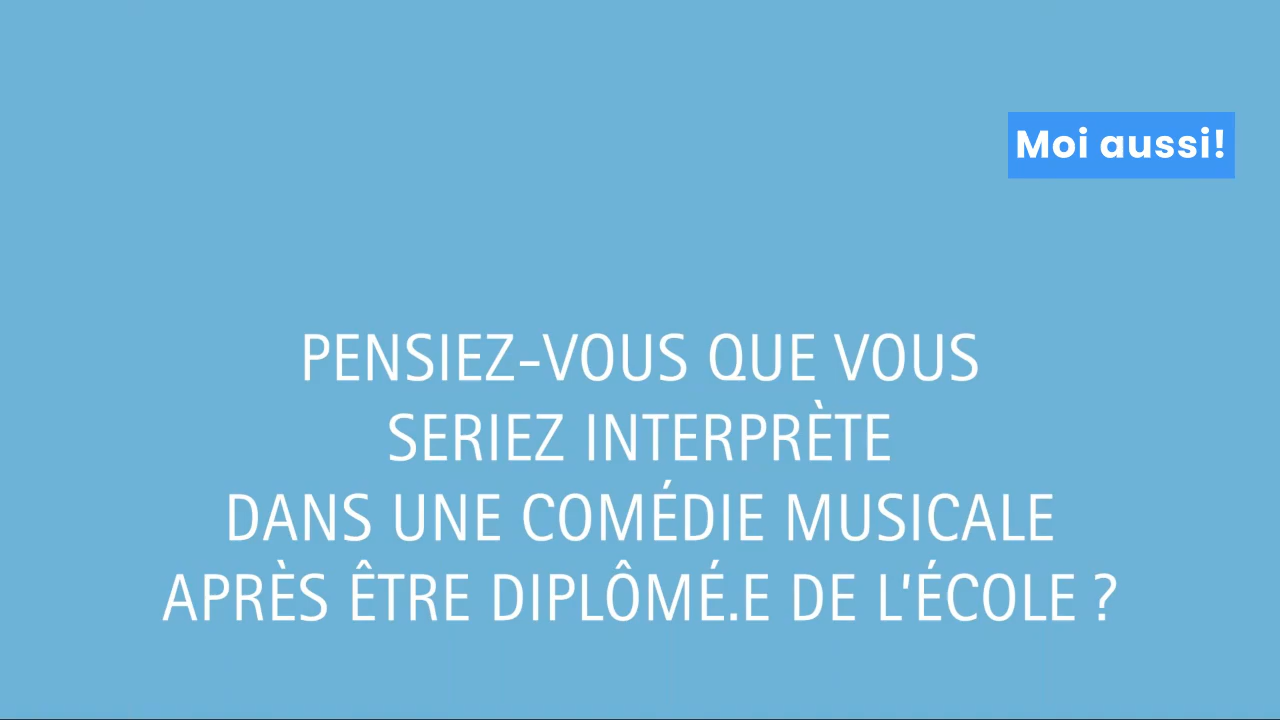 Moi aussi!
PENSIEZ-VOUS QUE VOUS
SERIEZ INTERPRÈTE
DANS UNE COMÉDIE MUSICALE
APRÈS ÊTRE DIPLÔMÉ.E DE L'ÉCOLE ?